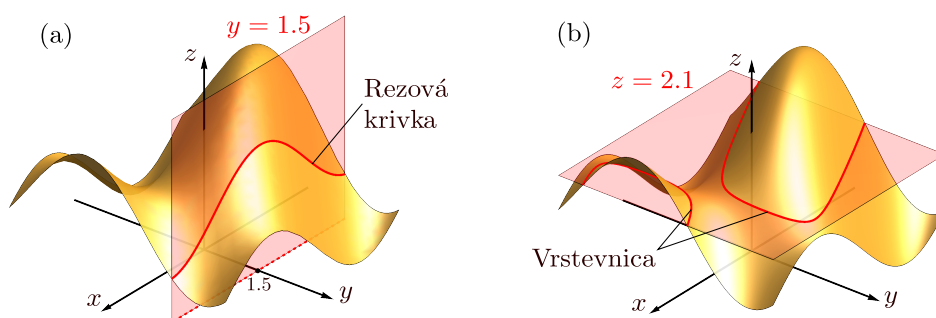 (a)
y = 1.5
z
Rezová
krivka
x
1.5
y
(b)
z = 2.1
z
Vrstevnica
x
y